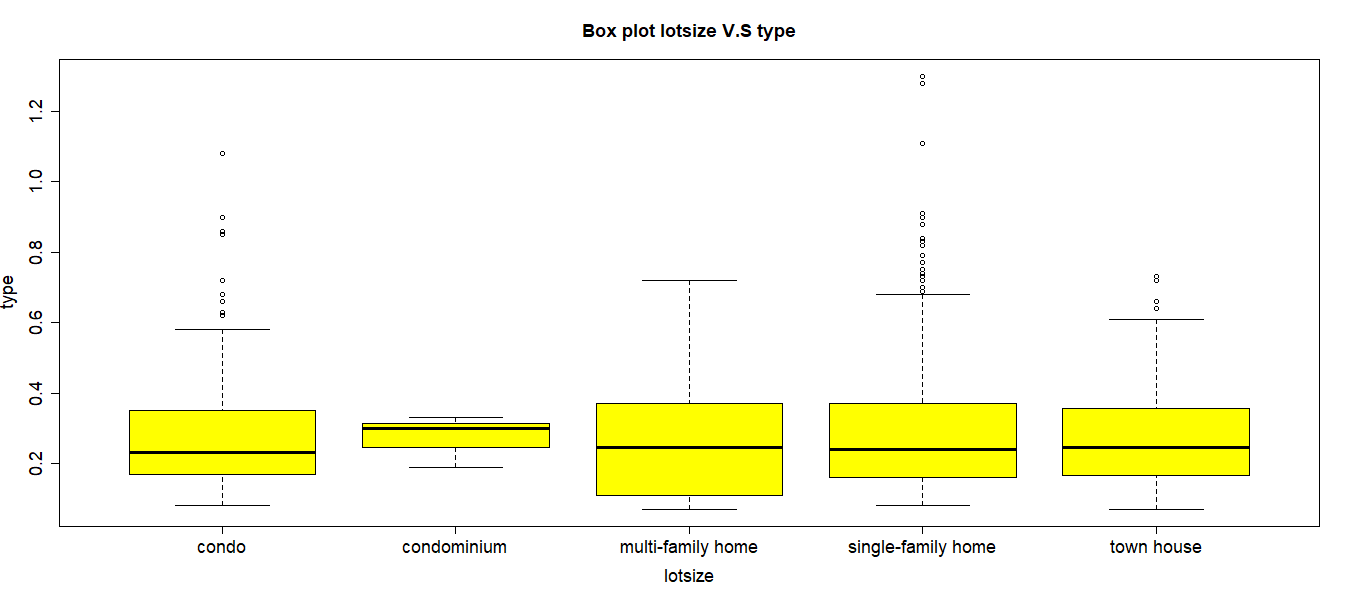 Box plot lotsize V.S type
type
1.2
1.0
0.8
0.6
0.4
0.2
condo condominium multi-family home single-family home town house
lotsize